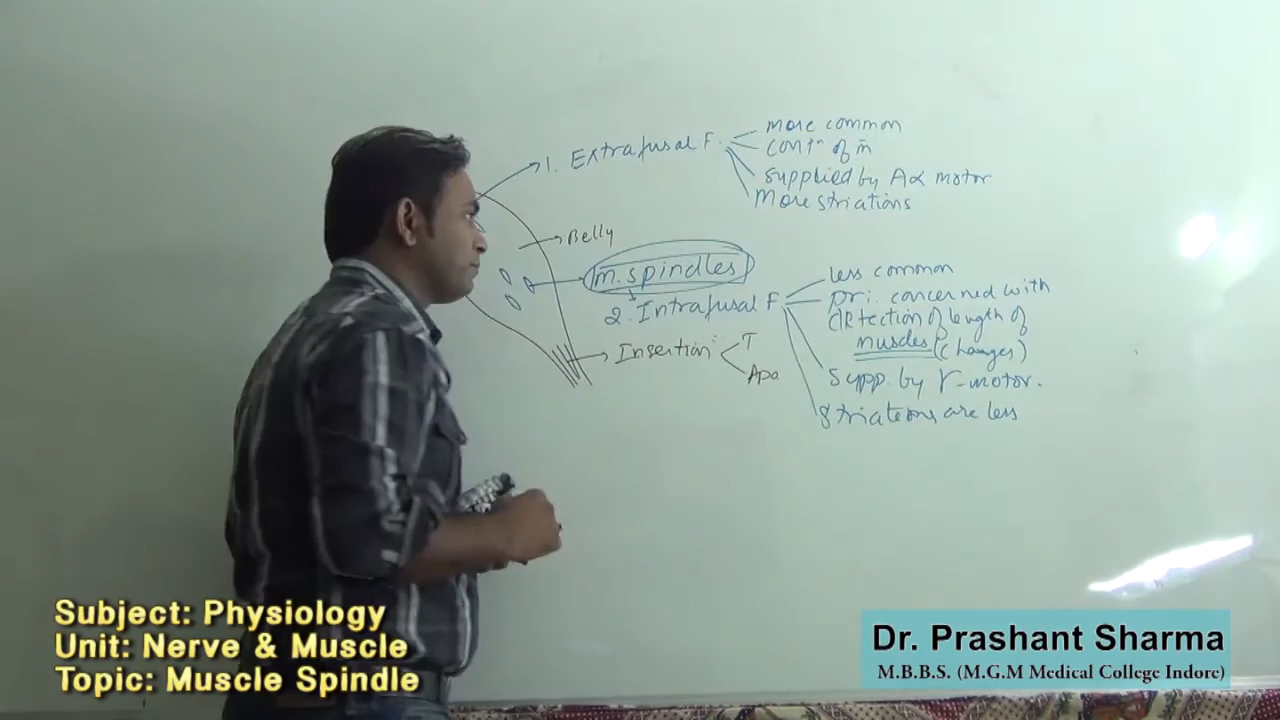 1. Extrafusal F.
more common
contⁿ of m̄
supplied by Aα motor
More striations
Belly
m. spindles
2. Intrafusal F.
less common
pri. concerned with
detection of length of
muscles (changes)
Supp. by γ-motor.
Striations are less
Insertion
T
Apo
Subject: Physiology
Unit: Nerve & Muscle
Topic: Muscle Spindle
Dr. Prashant Sharma
M.B.B.S. (M.G.M Medical College Indore)